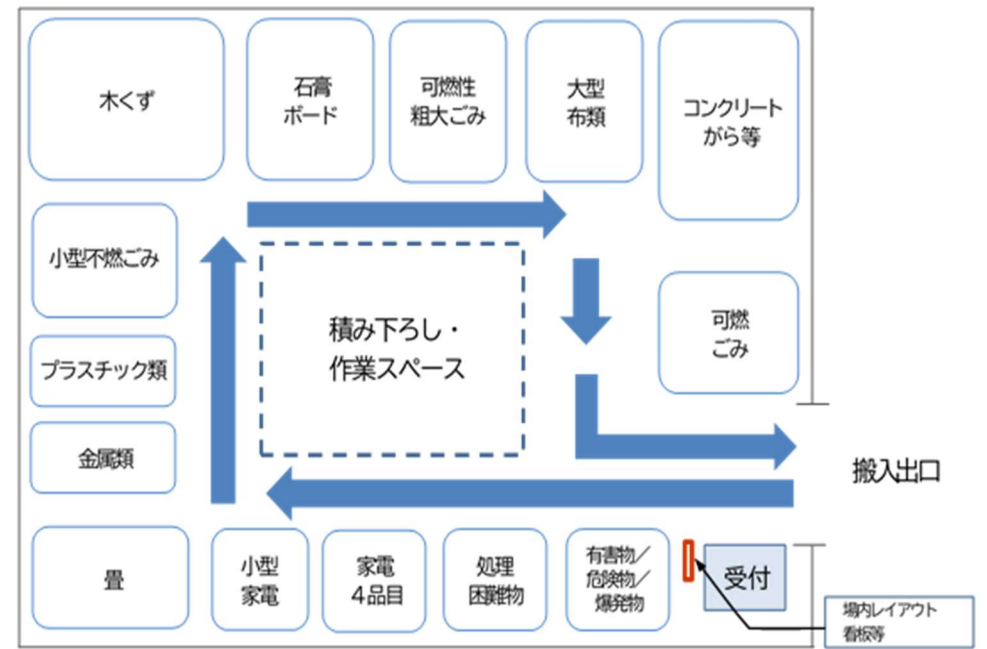 木くず
石膏
ボード
可燃性
粗大ごみ
大型
布類
コンクリート
がら等
小型不燃ごみ
積み下ろし・
作業スペース
可燃
ごみ
プラスチック類
金属類
搬入出口
畳
小型
家電
家電
４品目
処理
困難物
有害物/
危険物/
爆発物
受付
場内レイアウト
看板等